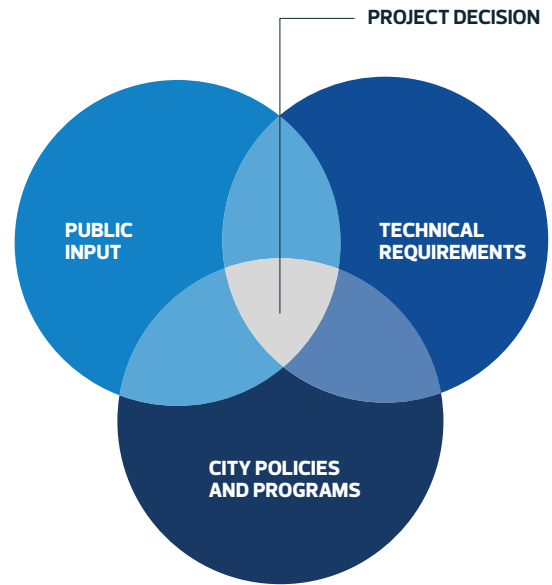 PROJECT DECISION
PUBLIC
INPUT
TECHNICAL
REQUIREMENTS
CITY POLICIES
AND PROGRAMS